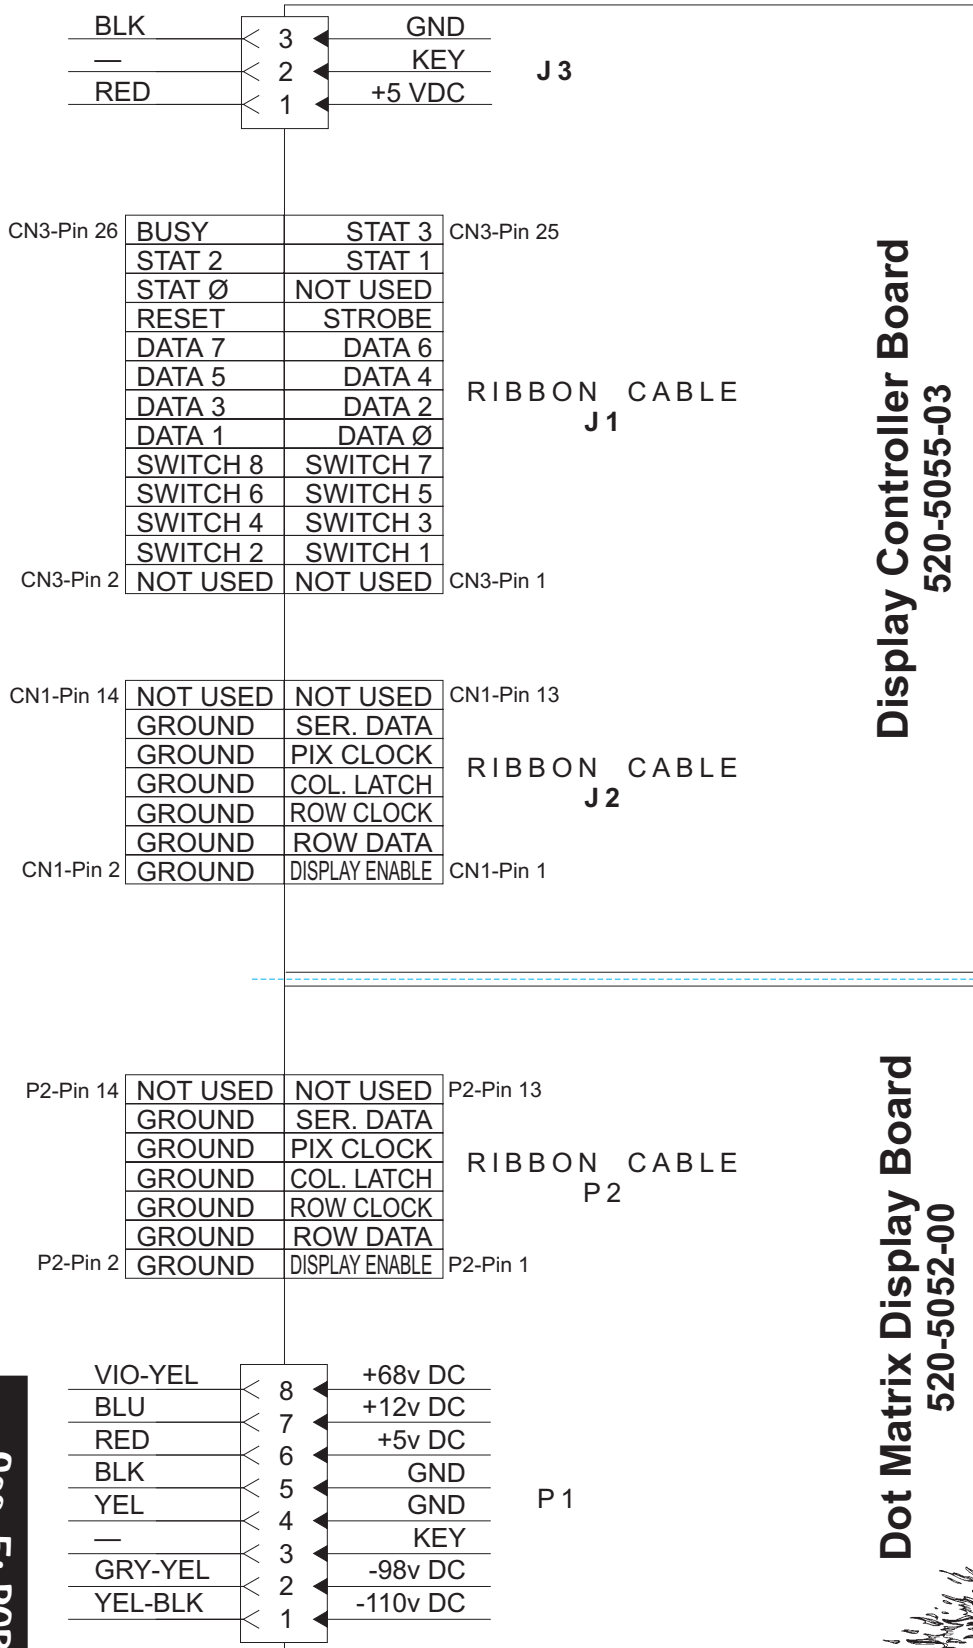 BLK 3 GND
— 2 KEY
RED 1 +5 VDC
J 3
CN3-Pin 26 BUSY STAT 3 CN3-Pin 25
STAT 2 STAT 1
STAT Ø NOT USED
RESET STROBE
DATA 7 DATA 6
DATA 5 DATA 4
DATA 3 DATA 2
DATA 1 DATA Ø
SWITCH 8 SWITCH 7
SWITCH 6 SWITCH 5
SWITCH 4 SWITCH 3
SWITCH 2 SWITCH 1
CN3-Pin 2 NOT USED NOT USED CN3-Pin 1
RIBBON CABLE
J 1
CN1-Pin 14 NOT USED NOT USED CN1-Pin 13
GROUND SER. DATA
GROUND PIX CLOCK
GROUND COL. LATCH
GROUND ROW CLOCK
GROUND ROW DATA
CN1-Pin 2 GROUND DISPLAY ENABLE CN1-Pin 1
RIBBON CABLE
J 2
Display Controller Board
520-5055-03
P2-Pin 14 NOT USED NOT USED P2-Pin 13
GROUND SER. DATA
GROUND PIX CLOCK
GROUND COL. LATCH
GROUND ROW CLOCK
GROUND ROW DATA
P2-Pin 2 GROUND DISPLAY ENABLE P2-Pin 1
RIBBON CABLE
P 2
VIO-YEL 8 +68v DC
BLU 7 +12v DC
RED 6 +5v DC
BLK 5 GND
YEL 4 GND
— 3 KEY
GRY-YEL 2 -98v DC
YEL-BLK 1 -110v DC
P 1
Dot Matrix Display Board
520-5052-00